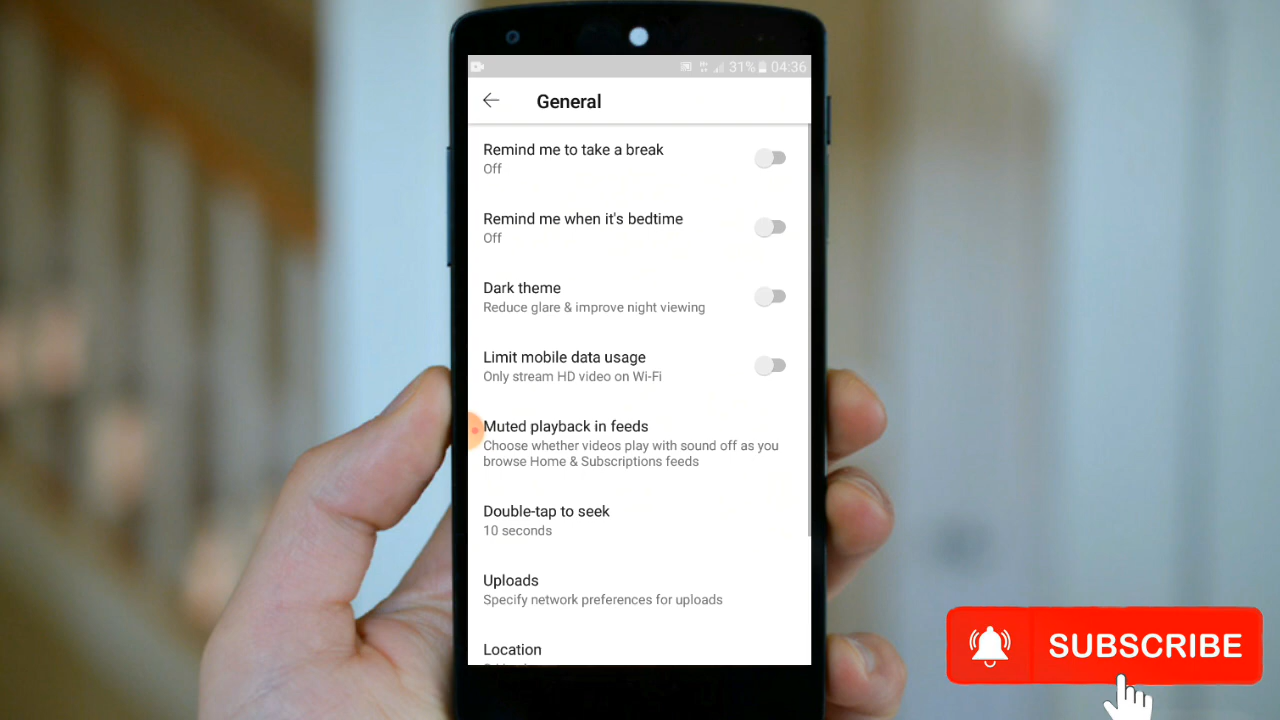 31% 04:36
General
Remind me to take a break
Off
Remind me when it's bedtime
Off
Dark theme
Reduce glare & improve night viewing
Limit mobile data usage
Only stream HD video on Wi-Fi
Muted playback in feeds
Choose whether videos play with sound off as you
browse Home & Subscriptions feeds
Double-tap to seek
10 seconds
Uploads
Specify network preferences for uploads
Location
SUBSCRIBE